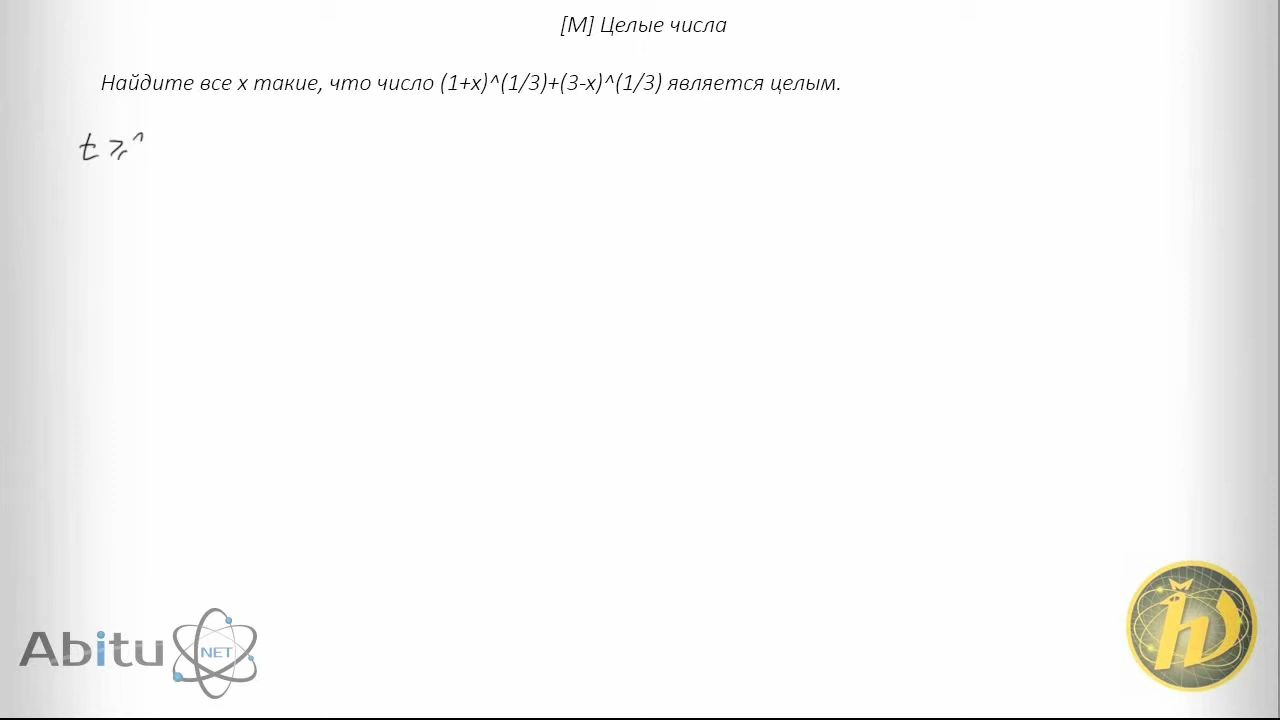 [М] Целые числа
Найдите все x такие, что число (1+x)^(1/3)+(3-x)^(1/3) является целым.
t ⩾
Abitu
NET